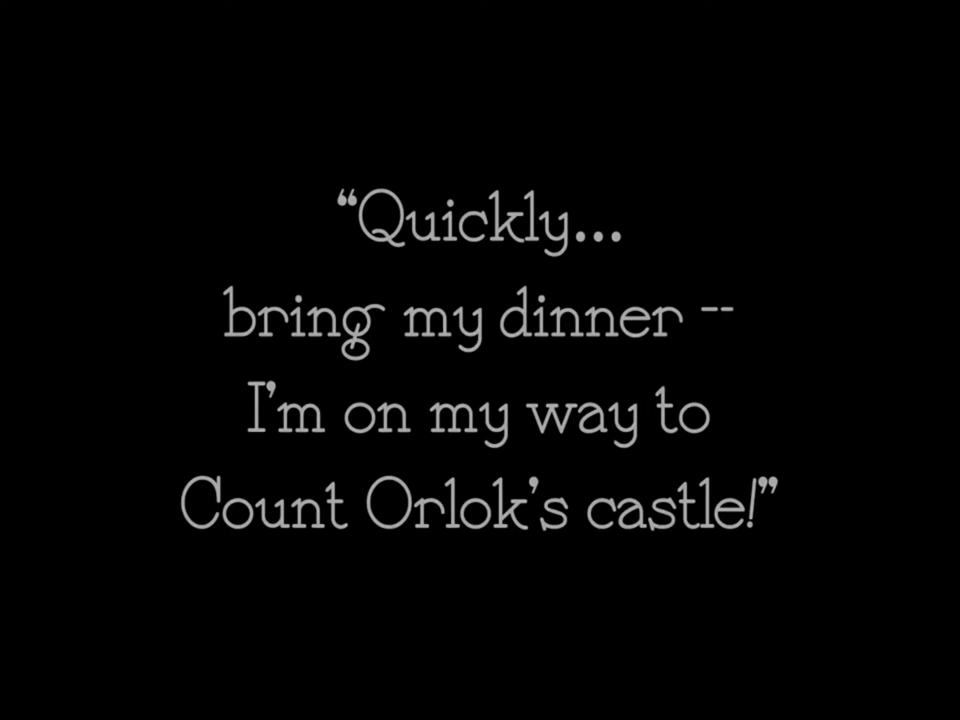 “Quickly...
bring my dinner --
I’m on my way to
Count Orlok’s castle!”